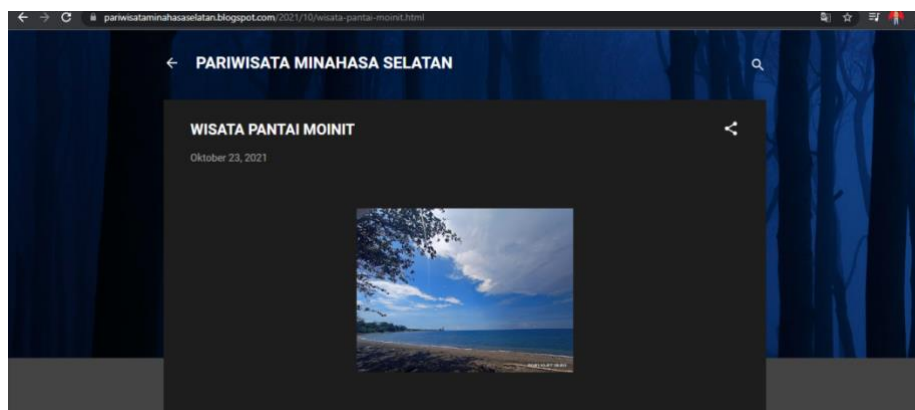 pariwisataminahasaselatan.blogspot.com/2021/10/wisata-pantai-moinit.html
PARIWISATA MINAHASA SELATAN
WISATA PANTAI MOINIT
Oktober 23, 2021